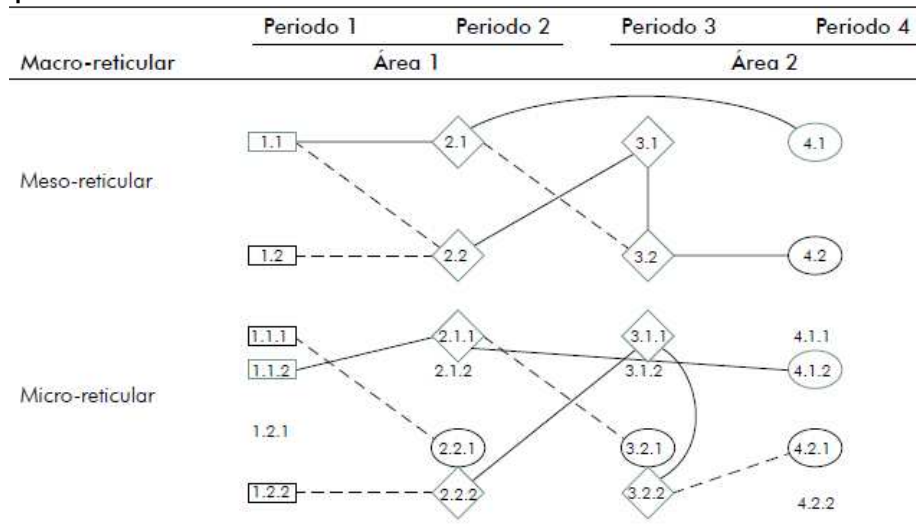 Periodo 1 Periodo 2 Periodo 3 Periodo 4
Macro-reticular Área 1 Área 2
1.1 2.1 3.1 4.1
Meso-reticular
1.2 2.2 3.2 4.2
1.1.1 2.1.1 3.1.1 4.1.1
1.1.2 2.1.2 3.1.2 4.1.2
Micro-reticular
1.2.1 2.2.1 3.2.1 4.2.1
1.2.2 2.2.2 3.2.2 4.2.2